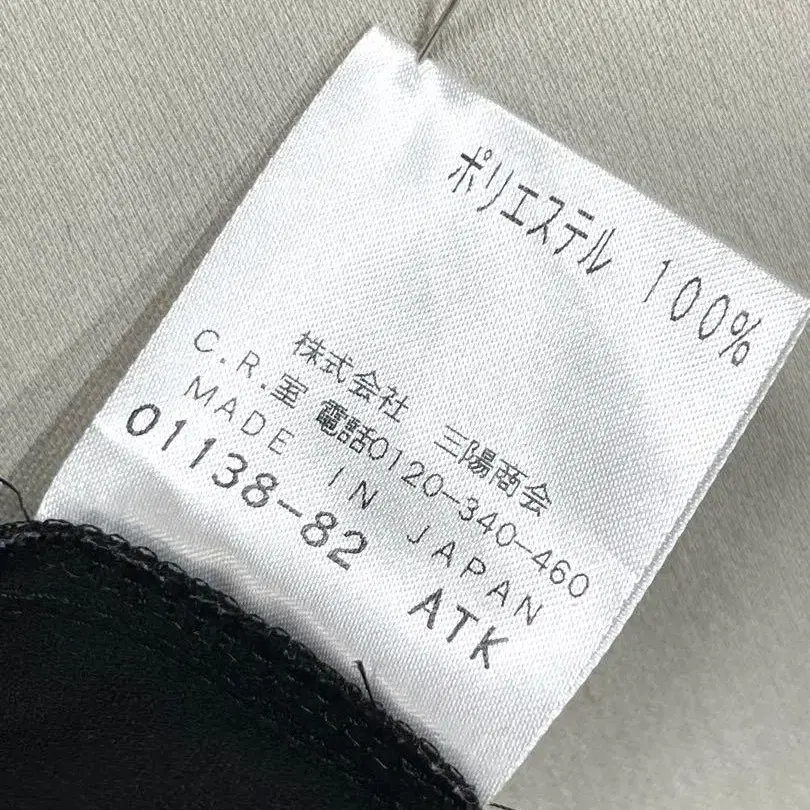 ポリエステル 100%
株式会社 三陽商会
C.R.室 電話0120-340-460
MADE IN JAPAN
01138-82 ATK